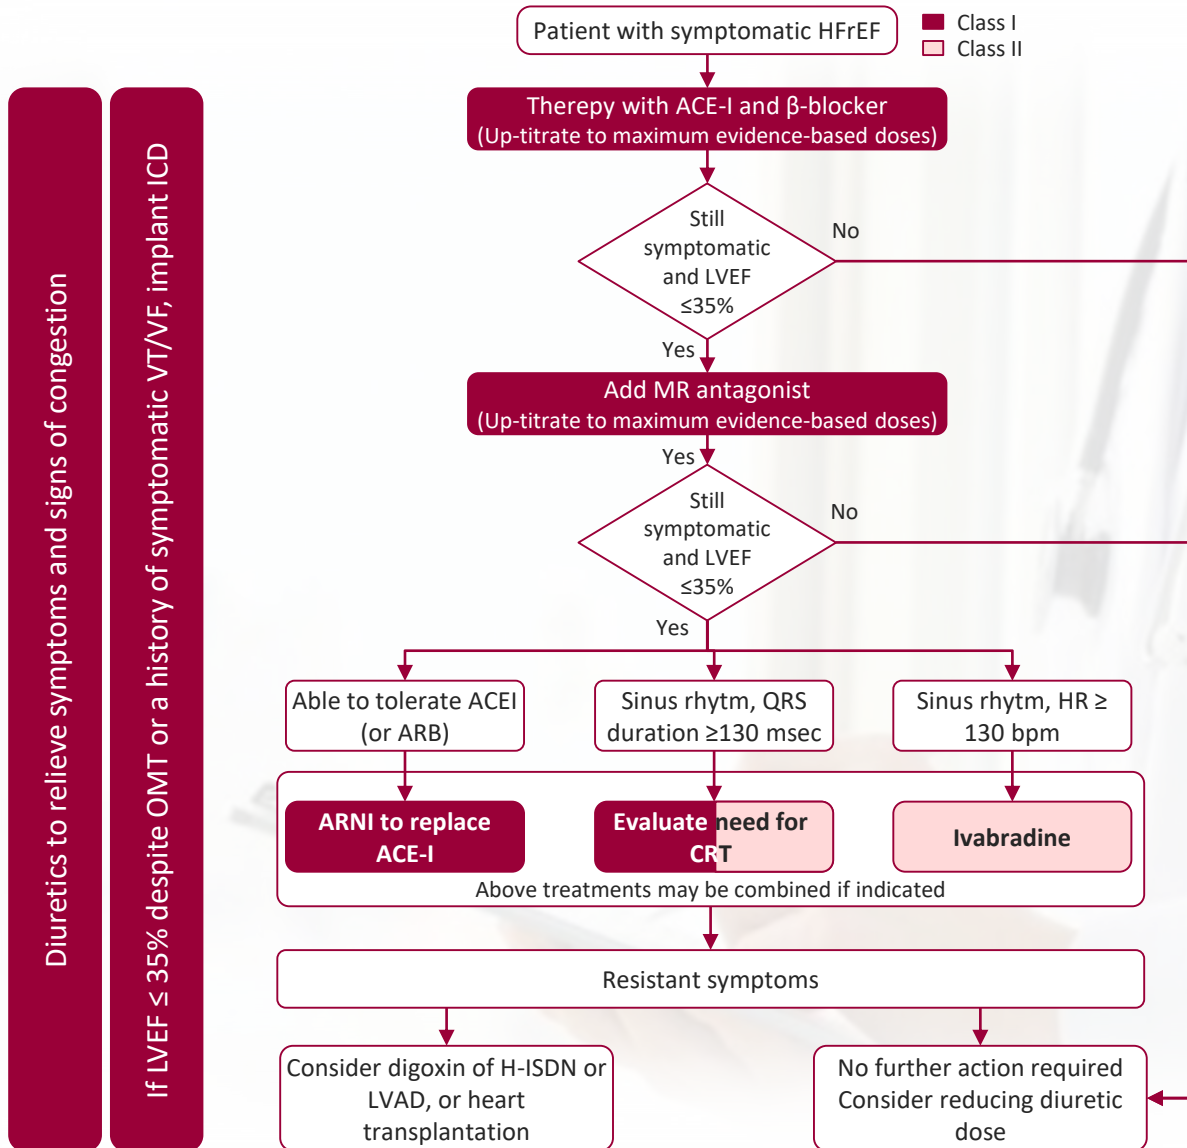 Patient with symptomatic HFrEF
Class I
Class II
Therepy with ACE-I and β-blocker
(Up-titrate to maximum evidence-based doses)
Still
symptomatic
and LVEF
≤35%
No
Yes
Add MR antagonist
(Up-titrate to maximum evidence-based doses)
Yes
Still
symptomatic
and LVEF
≤35%
No
Yes
Able to tolerate ACEI
(or ARB)
Sinus rhytm, QRS
duration ≥130 msec
Sinus rhytm, HR ≥
130 bpm
ARNI to replace
ACE-I
Evaluate need for
CRT
Ivabradine
Above treatments may be combined if indicated
Resistant symptoms
Consider digoxin of H-ISDN or
LVAD, or heart
transplantation
No further action required
Consider reducing diuretic
dose
Diuretics to relieve symptoms and signs of congestion
If LVEF ≤ 35% despite OMT or a history of symptomatic VT/VF, implant ICD